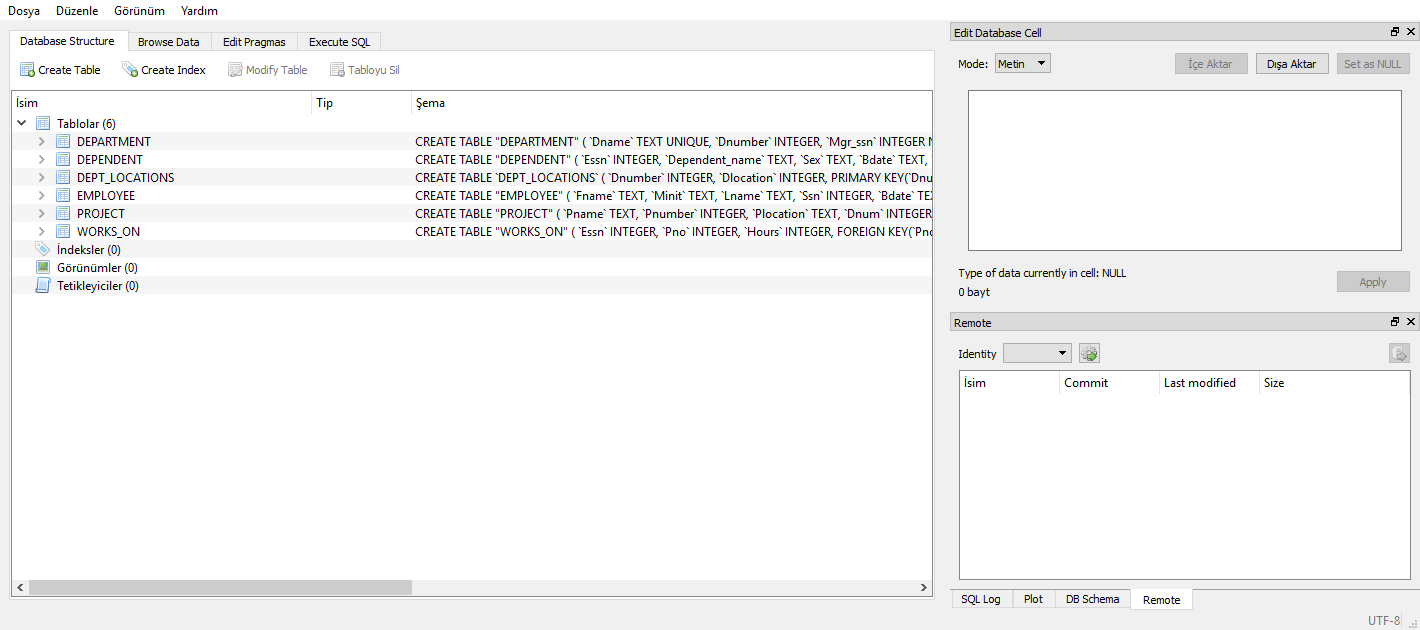 Dosya Düzenle Görünüm Yardım
Database Structure Browse Data Edit Pragmas Execute SQL
Create Table Create Index Modify Table Tabloyu Sil
İsim Tip Şema
Tablolar (6)
DEPARTMENT CREATE TABLE "DEPARTMENT" ( `Dname` TEXT UNIQUE, `Dnumber` INTEGER, `Mgr_ssn` INTEGER N
DEPENDENT CREATE TABLE "DEPENDENT" ( `Essn` INTEGER, `Dependent_name` TEXT, `Sex` TEXT, `Bdate` TEXT,
DEPT_LOCATIONS CREATE TABLE `DEPT_LOCATIONS` ( `Dnumber` INTEGER, `Dlocation` INTEGER, PRIMARY KEY(`Dnu
EMPLOYEE CREATE TABLE "EMPLOYEE" ( `Fname` TEXT, `Minit` TEXT, `Lname` TEXT, `Ssn` INTEGER, `Bdate` TEXT
PROJECT CREATE TABLE "PROJECT" ( `Pname` TEXT, `Pnumber` INTEGER, `Plocation` TEXT, `Dnum` INTEGER
WORKS_ON CREATE TABLE "WORKS_ON" ( `Essn` INTEGER, `Pno` INTEGER, `Hours` INTEGER, FOREIGN KEY(`Pno
İndeksler (0)
Görünümler (0)
Tetikleyiciler (0)
Edit Database Cell
Mode: Metin İçe Aktar Dışa Aktar Set as NULL
Type of data currently in cell: NULL
0 bayt
Apply
Remote
Identity
İsim Commit Last modified Size
SQL Log Plot DB Schema Remote
UTF-8